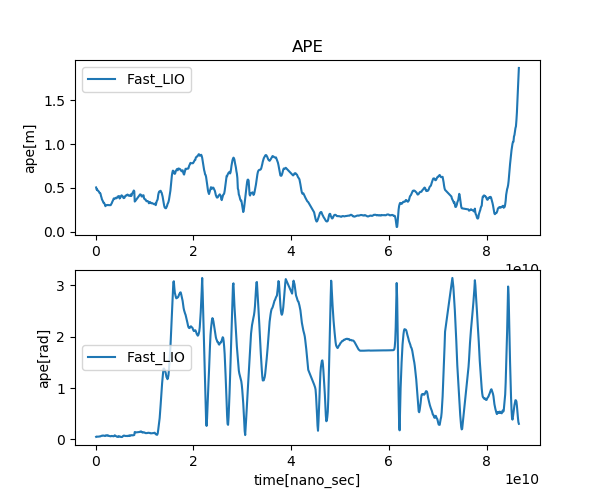 APE
Fast_LIO
ape[m]
1.5
1.0
0.5
0.0
0 2 4 6 8
1e10
Fast_LIO
ape[rad]
3
2
1
0
0 2 4 6 8
1e10
time[nano_sec]